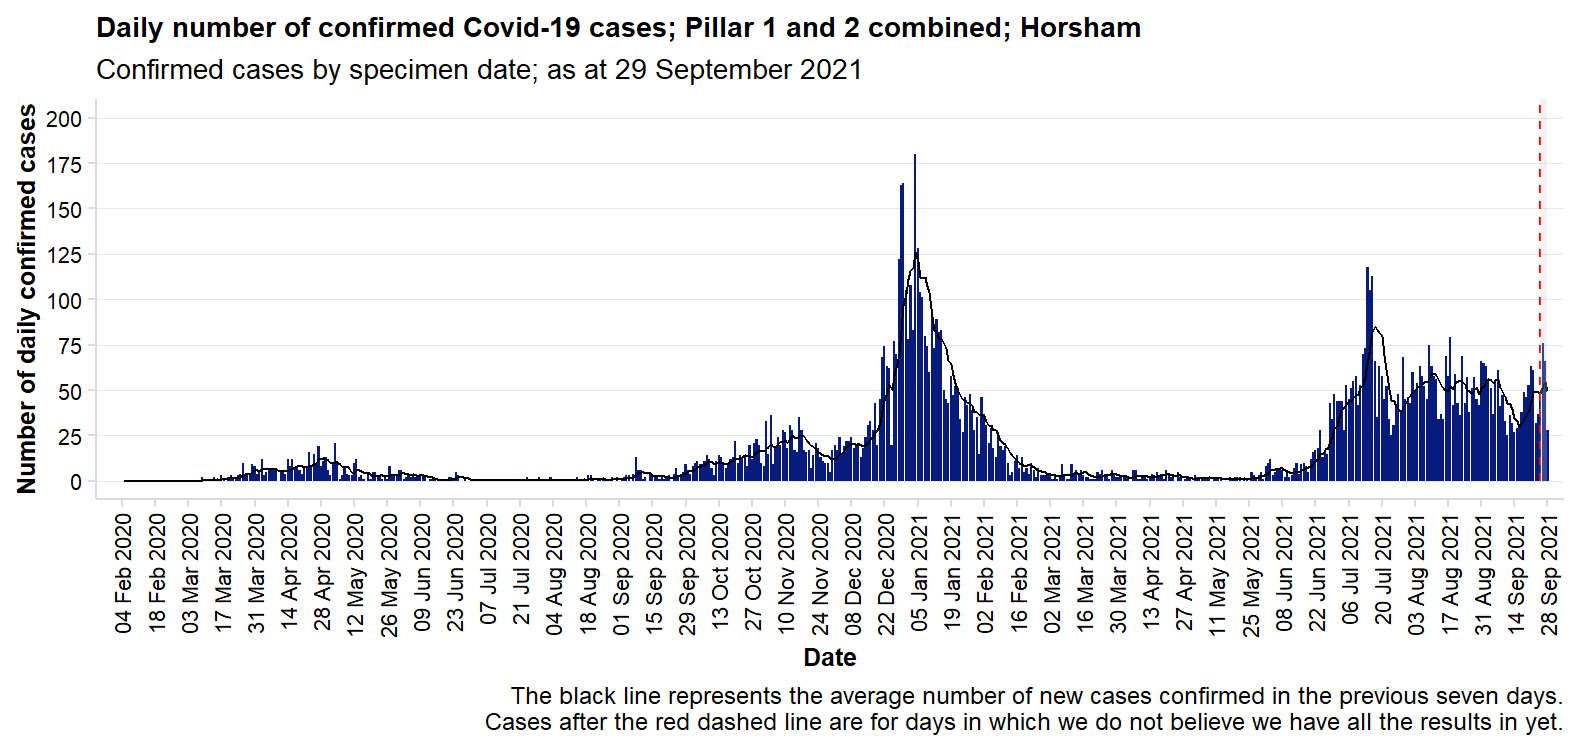 Daily number of confirmed Covid-19 cases; Pillar 1 and 2 combined; Horsham
Confirmed cases by specimen date; as at 29 September 2021
Number of daily confirmed cases
200
175
150
125
100
75
50
25
0
04 Feb 2020
18 Feb 2020
03 Mar 2020
17 Mar 2020
31 Mar 2020
14 Apr 2020
28 Apr 2020
12 May 2020
26 May 2020
09 Jun 2020
23 Jun 2020
07 Jul 2020
21 Jul 2020
04 Aug 2020
18 Aug 2020
01 Sep 2020
15 Sep 2020
29 Sep 2020
13 Oct 2020
27 Oct 2020
10 Nov 2020
24 Nov 2020
08 Dec 2020
22 Dec 2020
05 Jan 2021
19 Jan 2021
02 Feb 2021
16 Feb 2021
02 Mar 2021
16 Mar 2021
30 Mar 2021
13 Apr 2021
27 Apr 2021
11 May 2021
25 May 2021
08 Jun 2021
22 Jun 2021
06 Jul 2021
20 Jul 2021
03 Aug 2021
17 Aug 2021
31 Aug 2021
14 Sep 2021
28 Sep 2021
Date
The black line represents the average number of new cases confirmed in the previous seven days.
Cases after the red dashed line are for days in which we do not believe we have all the results in yet.